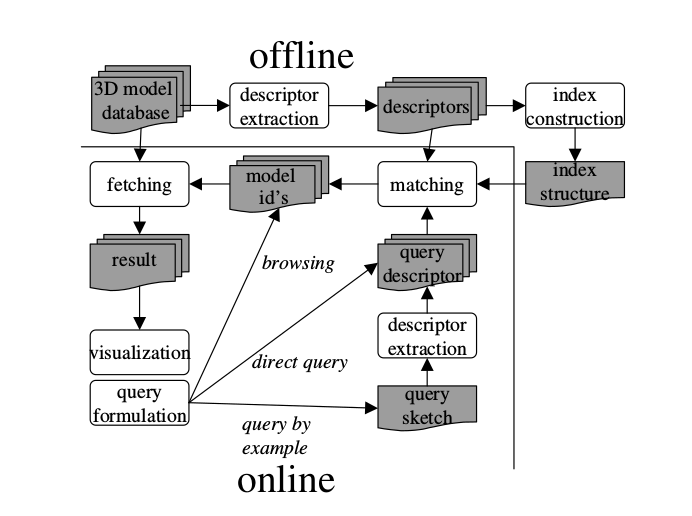 offline
3D model
database
descriptor
extraction
descriptors
index
construction
fetching
model
id's
matching
index
structure
result
browsing
query
descriptor
visualization
direct query
descriptor
extraction
query
formulation
query by
example
query
sketch
online